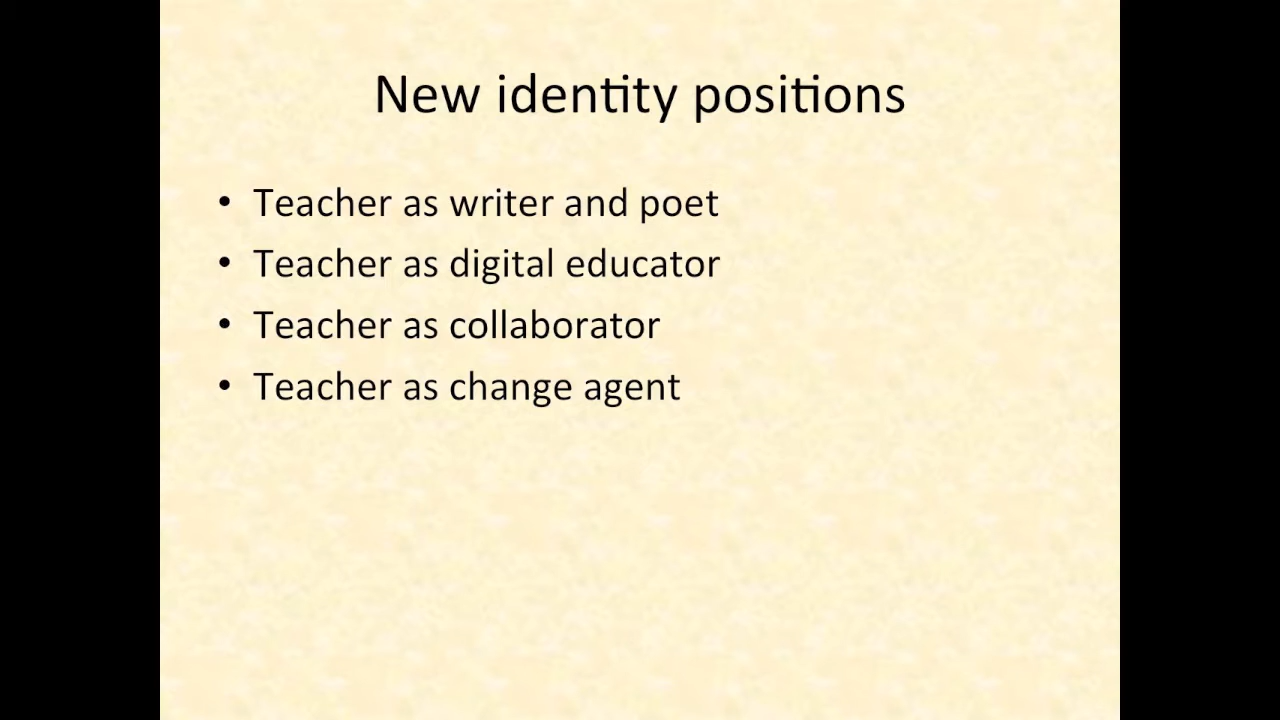 New identity positions
• Teacher as writer and poet
• Teacher as digital educator
• Teacher as collaborator
• Teacher as change agent